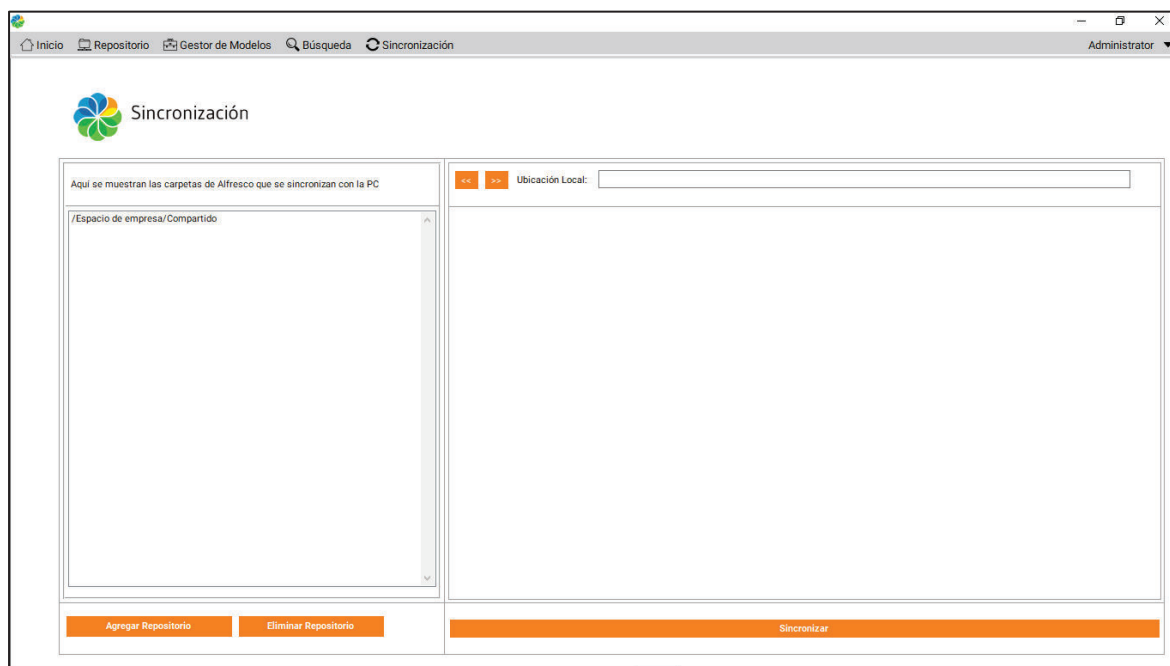 Inicio Repositorio Gestor de Modelos Búsqueda Sincronización Administrator
Sincronización
Aquí se muestran las carpetas de Alfresco que se sincronizan con la PC
/Espacio de empresa/Compartido
<< >> Ubicación Local:
Agregar Repositorio Eliminar Repositorio
Sincronizar